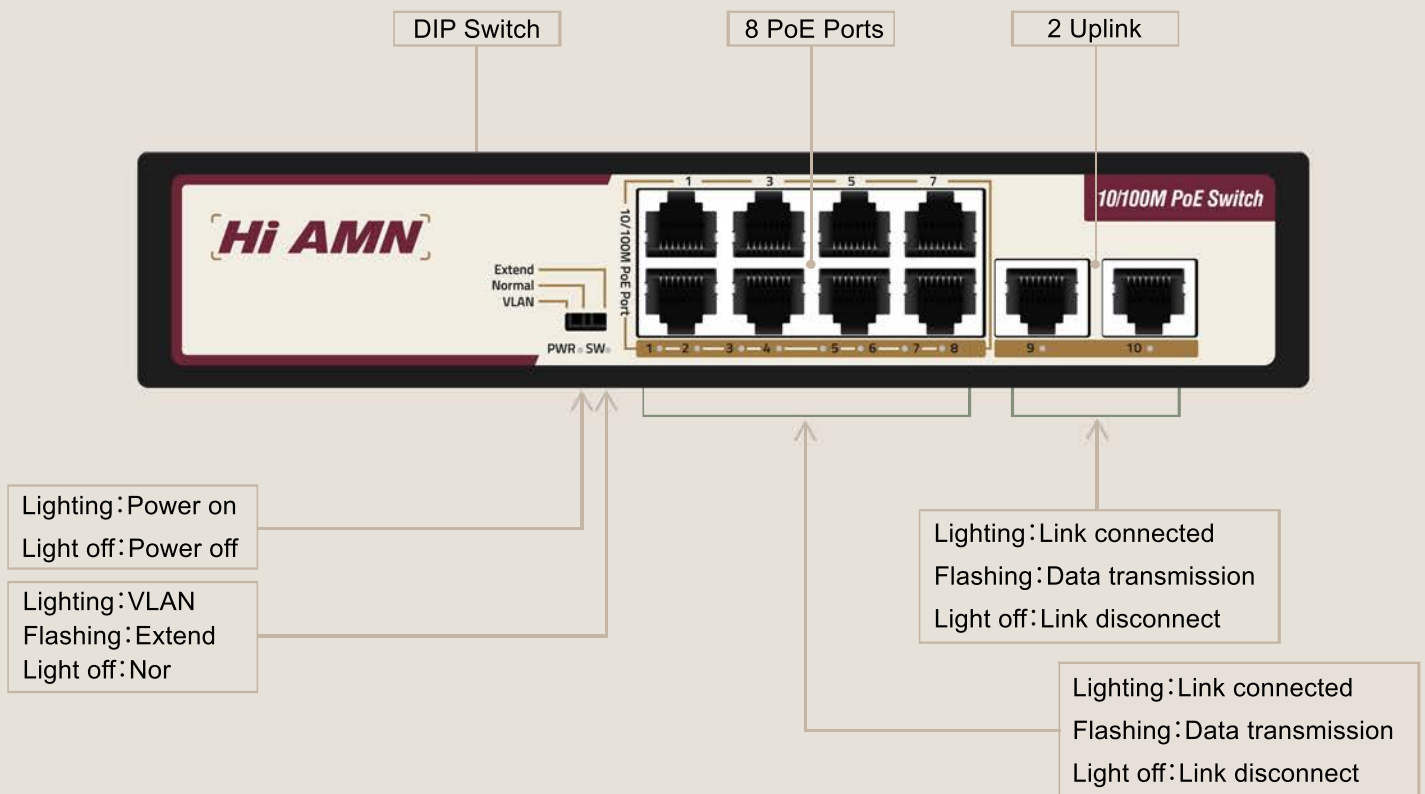 DIP Switch
8 PoE Ports
2 Uplink
1 3 5 7
10/100M PoE Switch
Hi AMN
10/100M PoE Port
Extend
Normal
VLAN
PWR SW
1 2 3 4 5 6 7 8
9 10
Lighting:Power on
Light off:Power off
Lighting:VLAN
Flashing:Extend
Light off:Nor
Lighting:Link connected
Flashing:Data transmission
Light off:Link disconnect
Lighting:Link connected
Flashing:Data transmission
Light off:Link disconnect